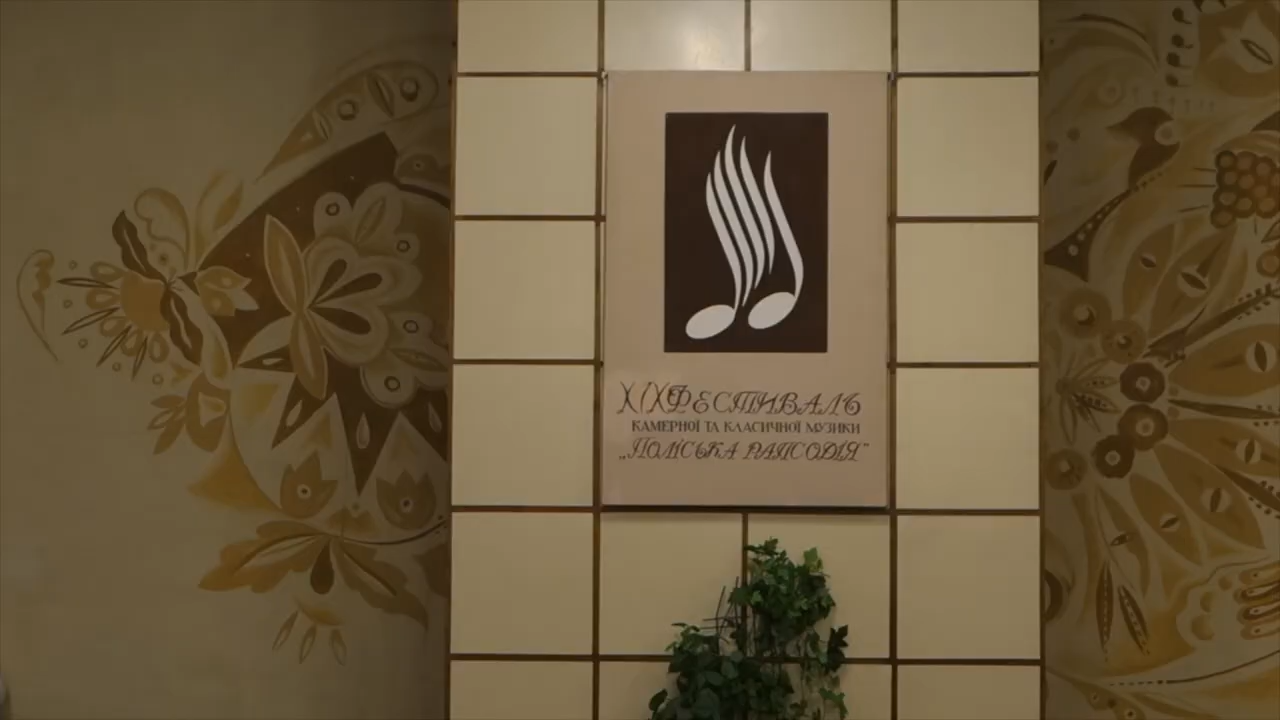 XIX ФЕСТИВАЛЬ
КАМЕРНОЇ ТА КЛАСИЧНОЇ МУЗИКИ
„ПОЛІСЬКА РАПСОДІЯ”